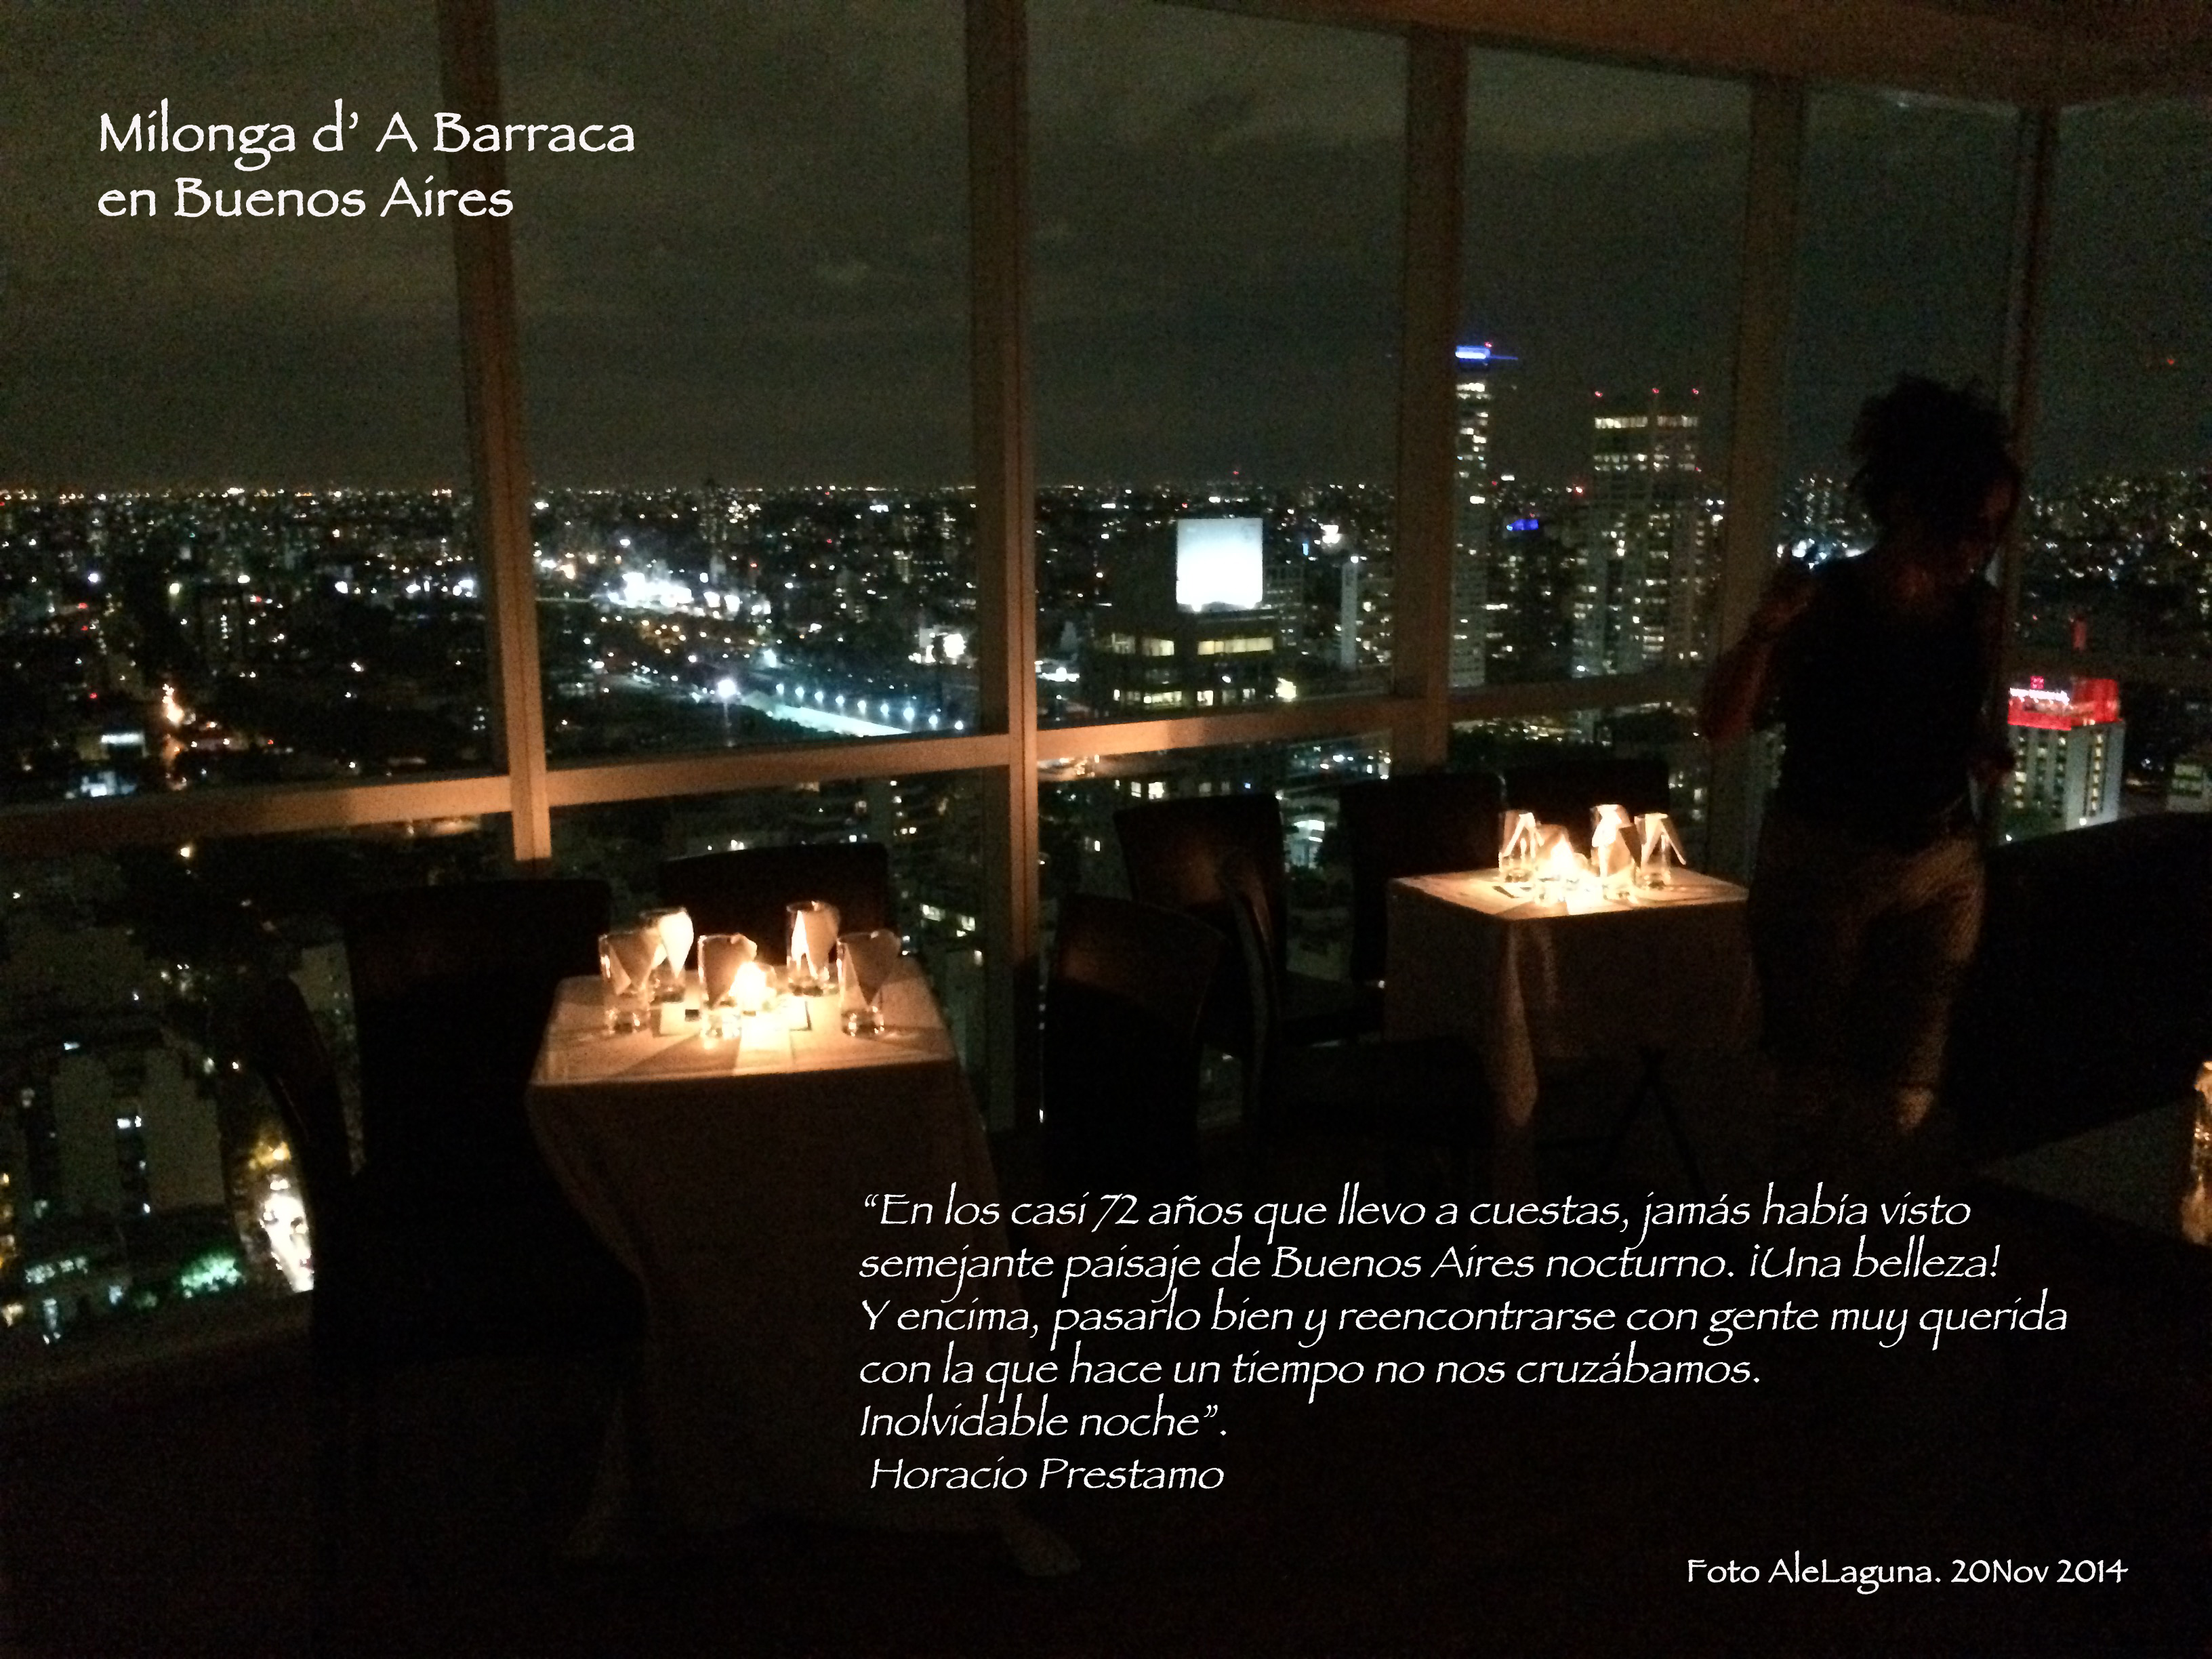 Milonga d' A Barraca
en Buenos Aires
“En los casi 72 años que llevo a cuestas, jamás había visto
semejante paisaje de Buenos Aires nocturno. ¡Una belleza!
Y encima, pasarlo bien y reencontrarse con gente muy querida
con la que hace un tiempo no nos cruzábamos.
Inolvidable noche”.
Horacio Prestamo
Foto AleLaguna. 20Nov 2014